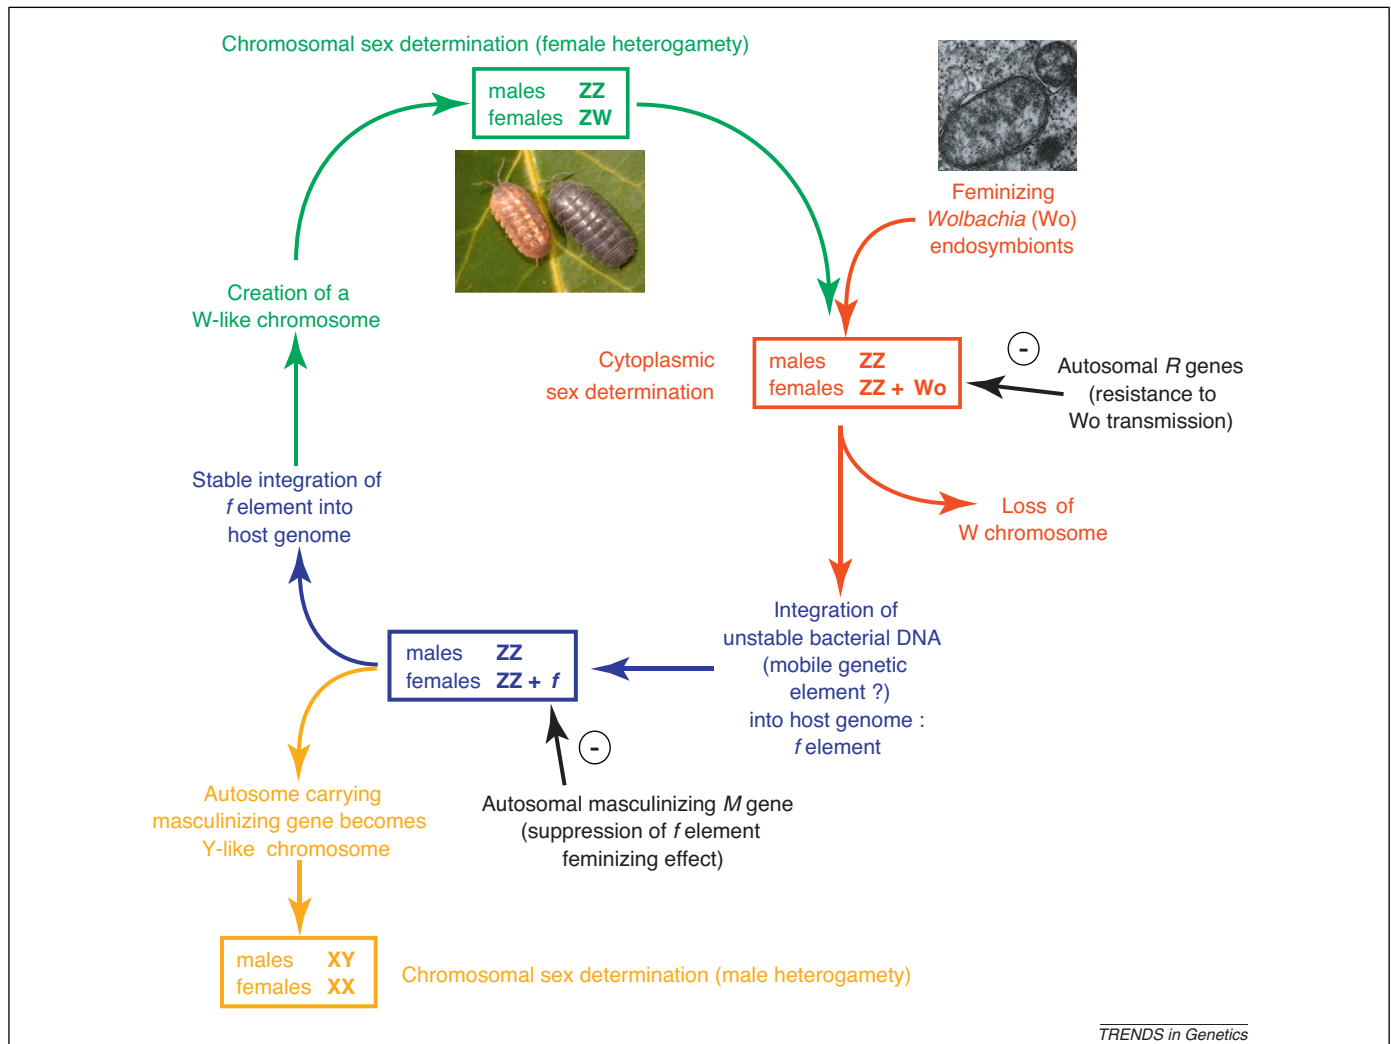 Chromosomal sex determination (female heterogamety)
males ZZ
females ZW
Feminizing
Wolbachia (Wo)
endosymbionts
Creation of a
W-like chromosome
Cytoplasmic
sex determination
males ZZ
females ZZ + Wo
-
Autosomal R genes
(resistance to
Wo transmission)
Stable integration of
f element into
host genome
Loss of
W chromosome
Integration of
unstable bacterial DNA
(mobile genetic
element ?)
into host genome :
f element
males ZZ
females ZZ + f
-
Autosomal masculinizing M gene
(suppression of f element
feminizing effect)
Autosome carrying
masculinizing gene becomes
Y-like chromosome
males XY
females XX
Chromosomal sex determination (male heterogamety)
TRENDS in Genetics